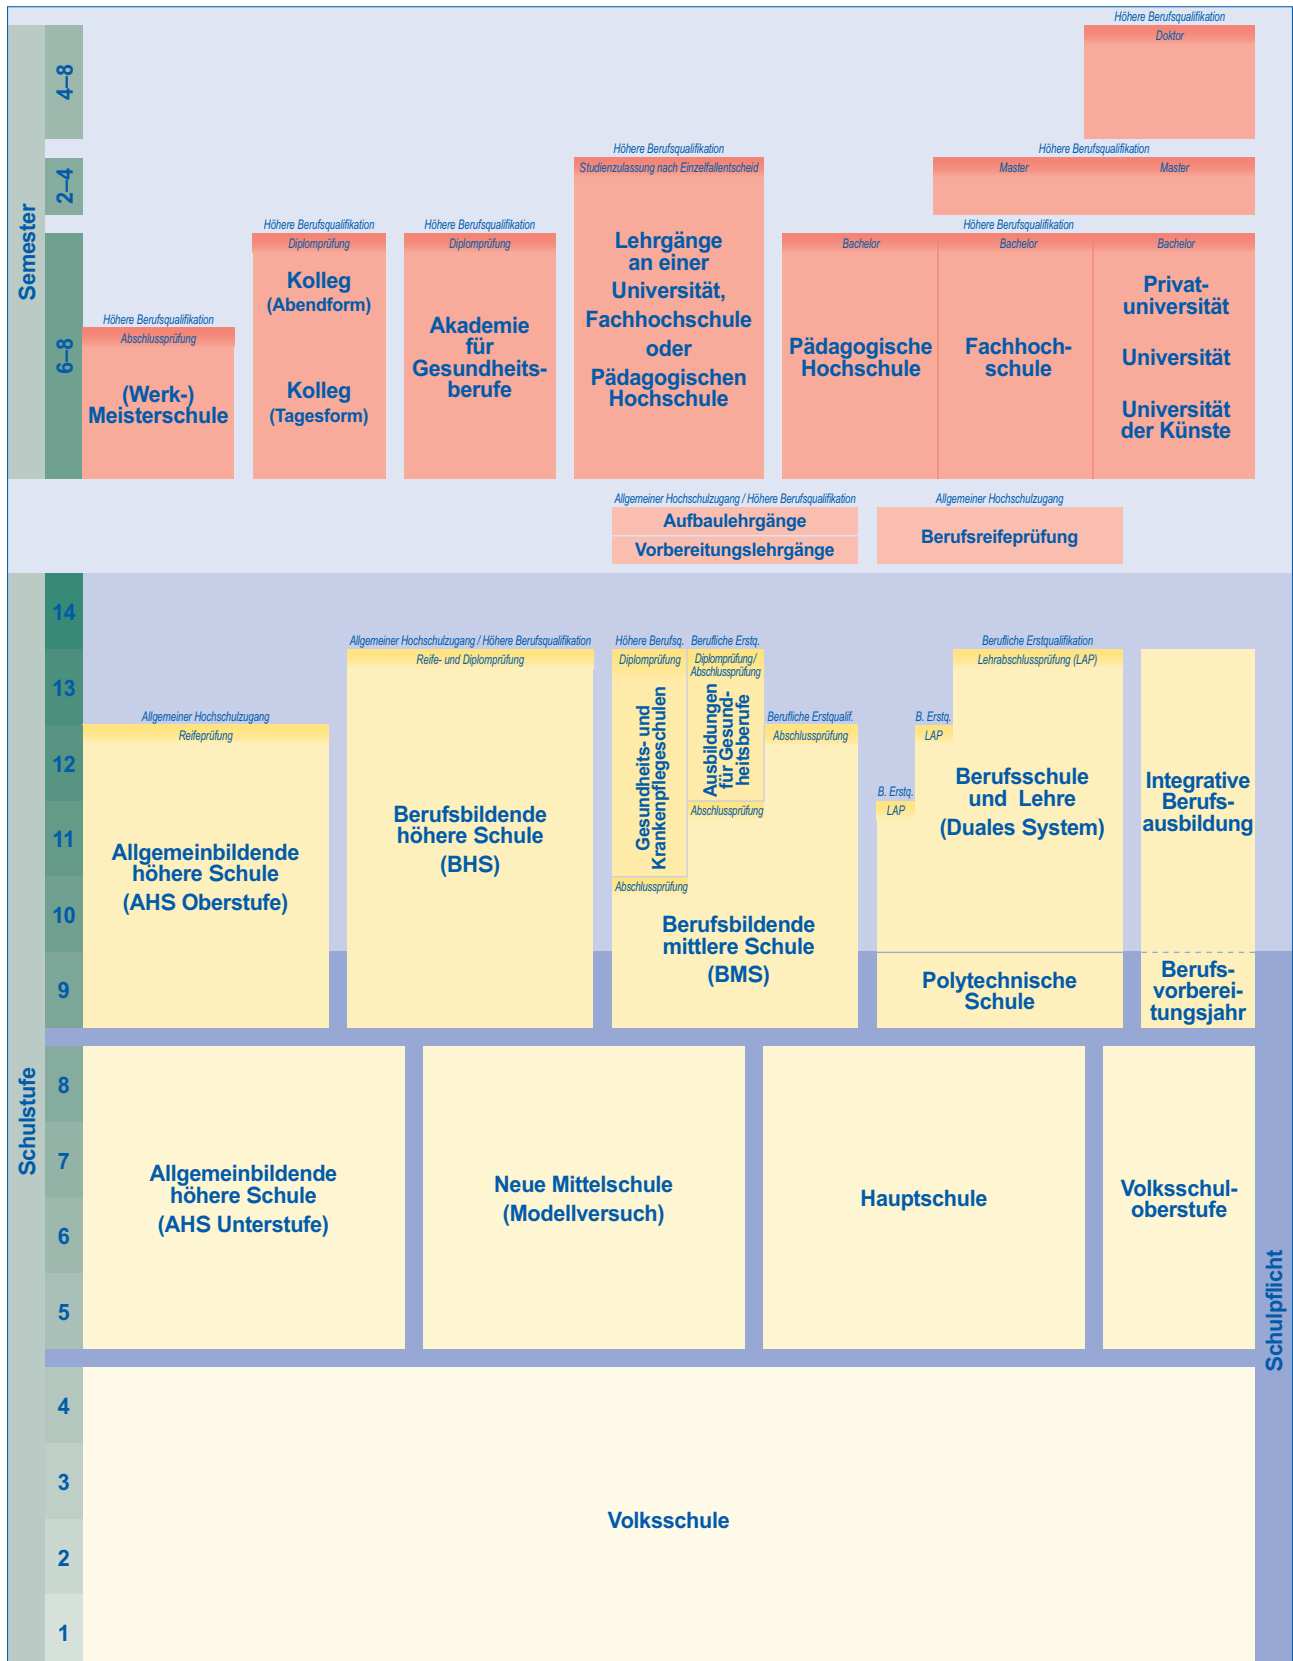 Höhere Berufsqualifikation
Doktor
4–8
Höhere Berufsqualifikation
Studienzulassung nach Einzelfallentscheid
Höhere Berufsqualifikation
Master
Master
2–4
Semester
Höhere Berufsqualifikation
Diplomprüfung
Kolleg
(Abendform)
Kolleg
(Tagesform)
Höhere Berufsqualifikation
Diplomprüfung
Akademie
für
Gesundheits-
berufe
Lehrgänge
an einer
Universität,
Fachhochschule
oder
Pädagogischen
Hochschule
Höhere Berufsqualifikation
Bachelor
Pädagogische
Hochschule
Bachelor
Fachhoch-
schule
Bachelor
Privat-
universität
Universität
Universität
der Künste
6–8
Höhere Berufsqualifikation
Abschlussprüfung
(Werk-)
Meisterschule
Allgemeiner Hochschulzugang / Höhere Berufsqualifikation
Aufbaulehrgänge
Vorbereitungslehrgänge
Allgemeiner Hochschulzugang
Berufsreifeprüfung
14
13
12
11
10
9
Allgemeiner Hochschulzugang
Reifeprüfung
Allgemeinbildende
höhere Schule
(AHS Oberstufe)
Allgemeiner Hochschulzugang / Höhere Berufsqualifikation
Reife- und Diplomprüfung
Berufsbildende
höhere Schule
(BHS)
Höhere Berufsq.
Diplomprüfung
Gesundheits- und
Krankenpflegeschulen
Abschlussprüfung
Berufliche Erstq.
Diplomprüfung/
Abschlussprüfung
Ausbildungen
für Gesund-
heitsberufe
Abschlussprüfung
Berufliche Erstqualif.
Abschlussprüfung
Berufsbildende
mittlere Schule
(BMS)
B. Erstq.
LAP
B. Erstq.
LAP
Berufliche Erstqualifikation
Lehrabschlussprüfung (LAP)
Berufsschule
und Lehre
(Duales System)
Polytechnische
Schule
Integrative
Berufs-
ausbildung
Berufs-
vorberei-
tungsjahr
Schulstufe
8
7
6
5
Allgemeinbildende
höhere Schule
(AHS Unterstufe)
Neue Mittelschule
(Modellversuch)
Hauptschule
Volksschul-
oberstufe
Schulpflicht
4
3
2
1
Volksschule